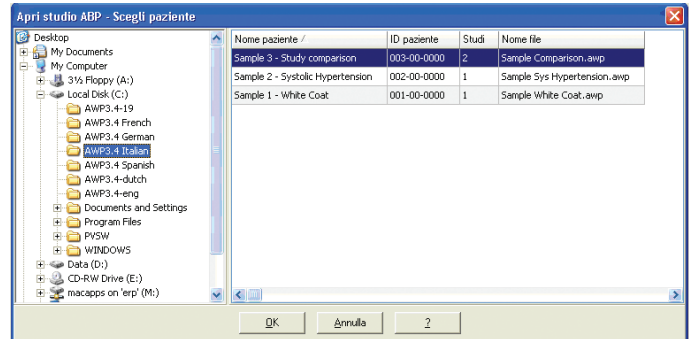 Apri studio ABP - Scegli paziente
Desktop
My Documents
My Computer
3½ Floppy (A:)
Local Disk (C:)
AWP3.4-19
AWP3.4 French
AWP3.4 German
AWP3.4 Italian
AWP3.4 Spanish
AWP3.4-dutch
AWP3.4-eng
Documents and Settings
Program Files
PVSW
WINDOWS
Data (D:)
CD-RW Drive (E:)
macapps on 'erp' (M:)
Nome paziente / ID paziente Studi Nome file
Sample 3 - Study comparison 003-00-0000 2 Sample Comparison.awp
Sample 2 - Systolic Hypertension 002-00-0000 1 Sample Sys Hypertension.awp
Sample 1 - White Coat 001-00-0000 1 Sample White Coat.awp
OK Annulla ?